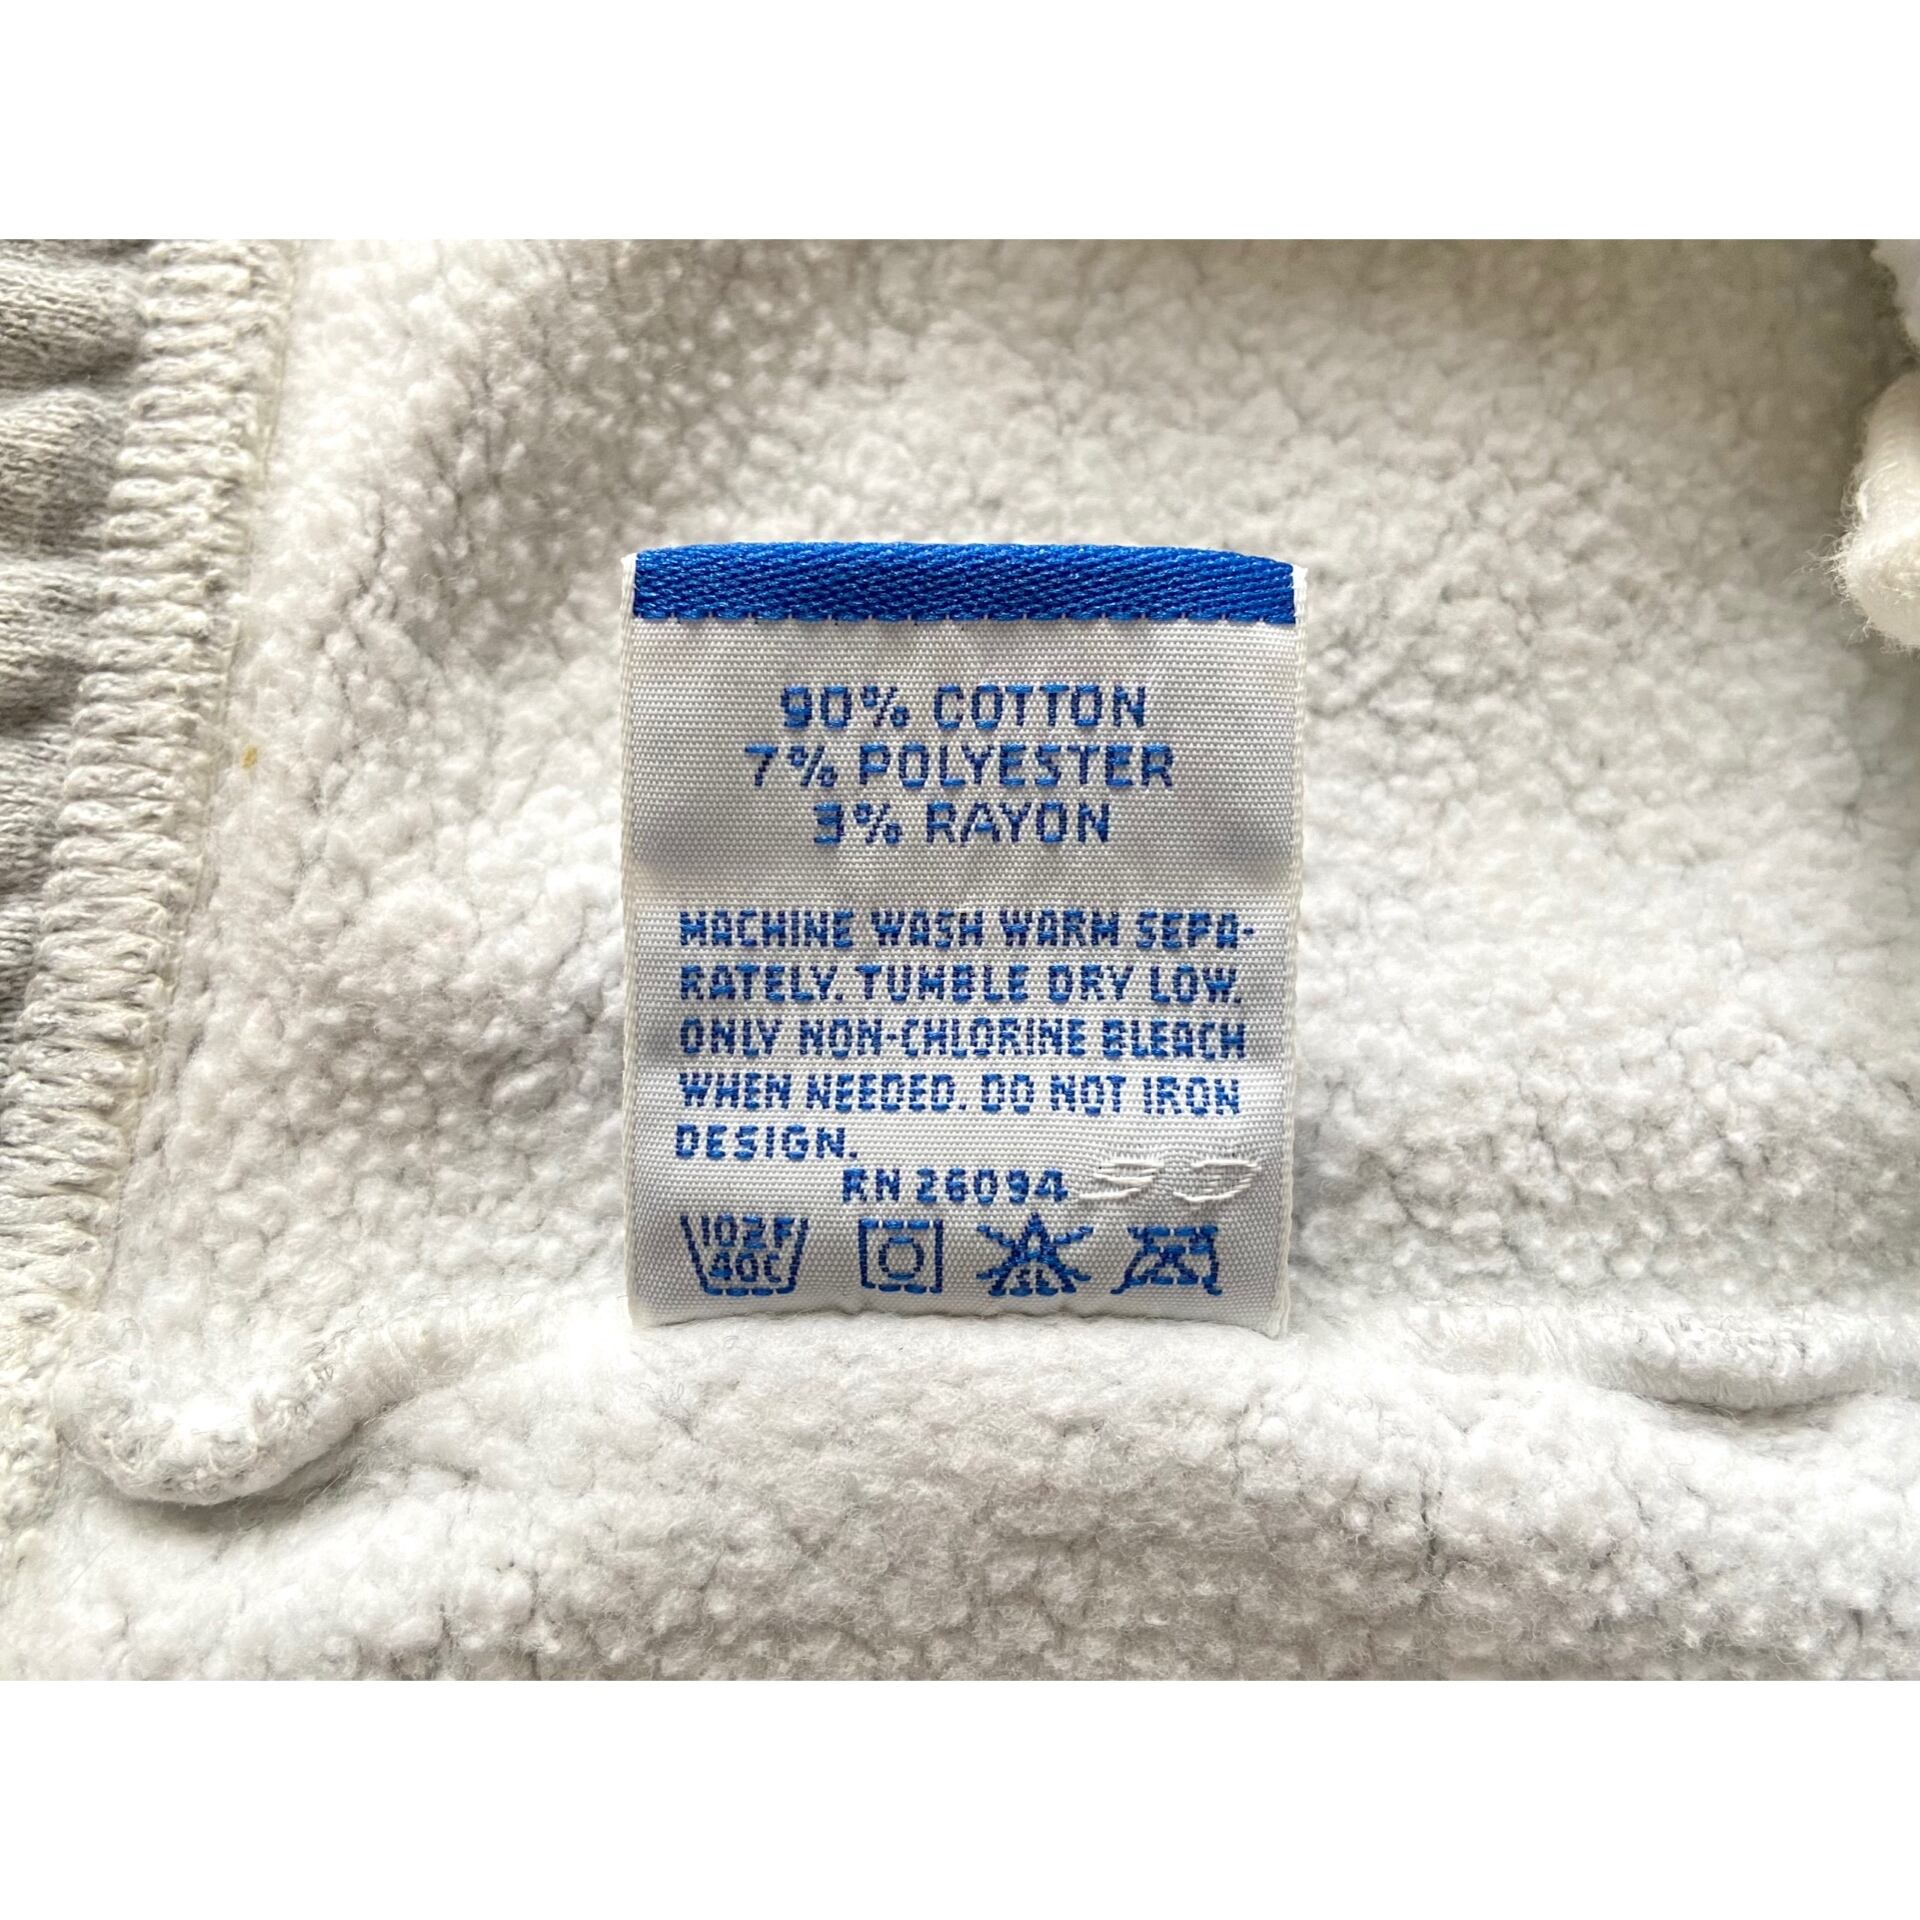 90% COTTON
7% POLYESTER
3% RAYON
MACHINE WASH WARM SEPA-
RATELY. TUMBLE DRY LOW.
ONLY NON-CHLORINE BLEACH
WHEN NEEDED. DO NOT IRON
DESIGN.
RN 26094
102F
40C